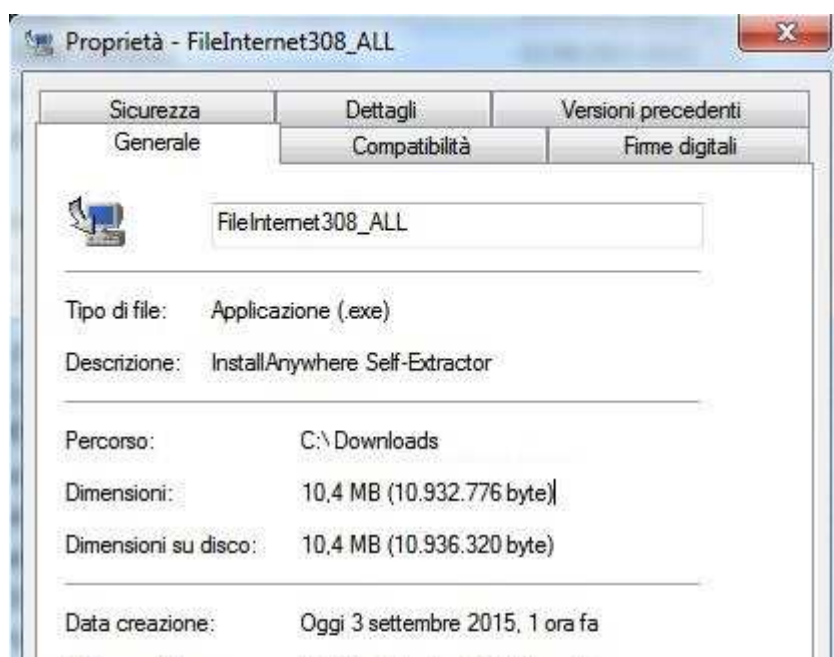 Proprietà - FileInternet308_ALL
Sicurezza Dettagli Versioni precedenti
Generale Compatibilità Firme digitali
FileInternet308_ALL
Tipo di file: Applicazione (.exe)
Descrizione: InstallAnywhere Self-Extractor
Percorso: C:\Downloads
Dimensioni: 10,4 MB (10.932.776 byte)
Dimensioni su disco: 10,4 MB (10.936.320 byte)
Data creazione: Oggi 3 settembre 2015, 1 ora fa